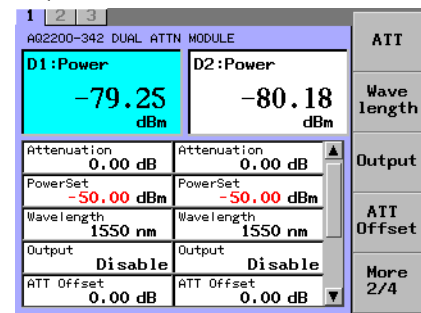 1 2 3
AQ2200-342 DUAL ATTN MODULE
D1:Power
-79.25
dBm
D2:Power
-80.18
dBm
Attenuation
0.00 dB
Attenuation
0.00 dB
PowerSet
-50.00 dBm
PowerSet
-50.00 dBm
Wavelength
1550 nm
Wavelength
1550 nm
Output
Disable
Output
Disable
ATT Offset
0.00 dB
ATT Offset
0.00 dB
ATT
Wave
length
Output
ATT
Offset
More
2/4